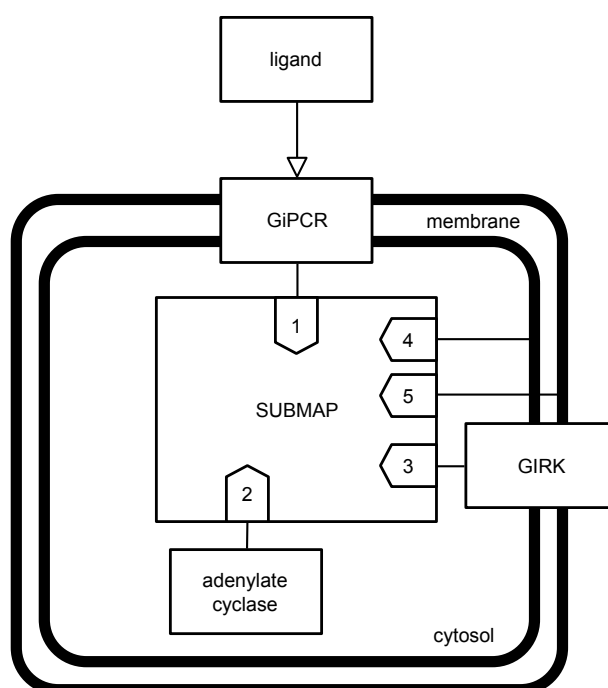 ligand
GiPCR
membrane
1
4
5
SUBMAP
3
GIRK
2
adenylate
cyclase
cytosol